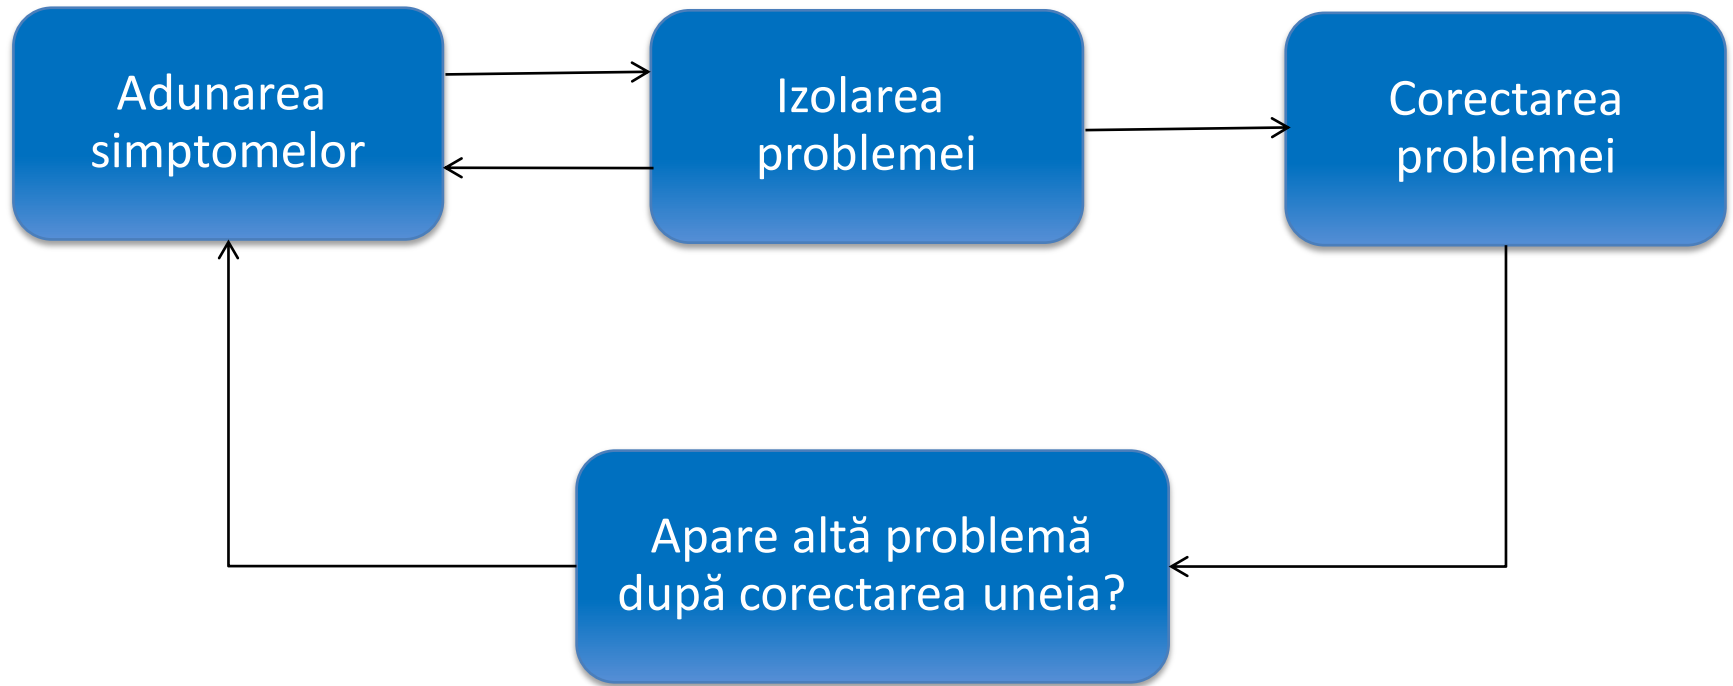 Adunarea
simptomelor
Izolarea
problemei
Corectarea
problemei
Apare altă problemă
după corectarea uneia?